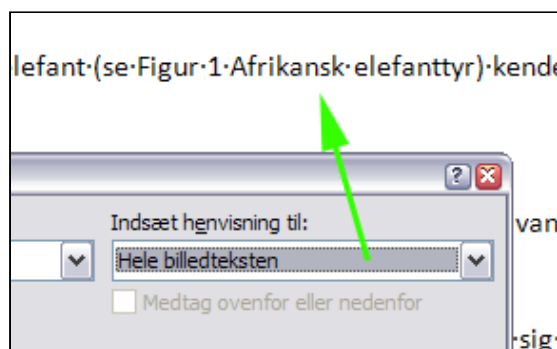 lefant·(se·Figur·1·Afrikansk·elefanttyr)·kende
?
Indsæt henvisning til:
van
Hele billedteksten
Medtag ovenfor eller nedenfor
·sig·